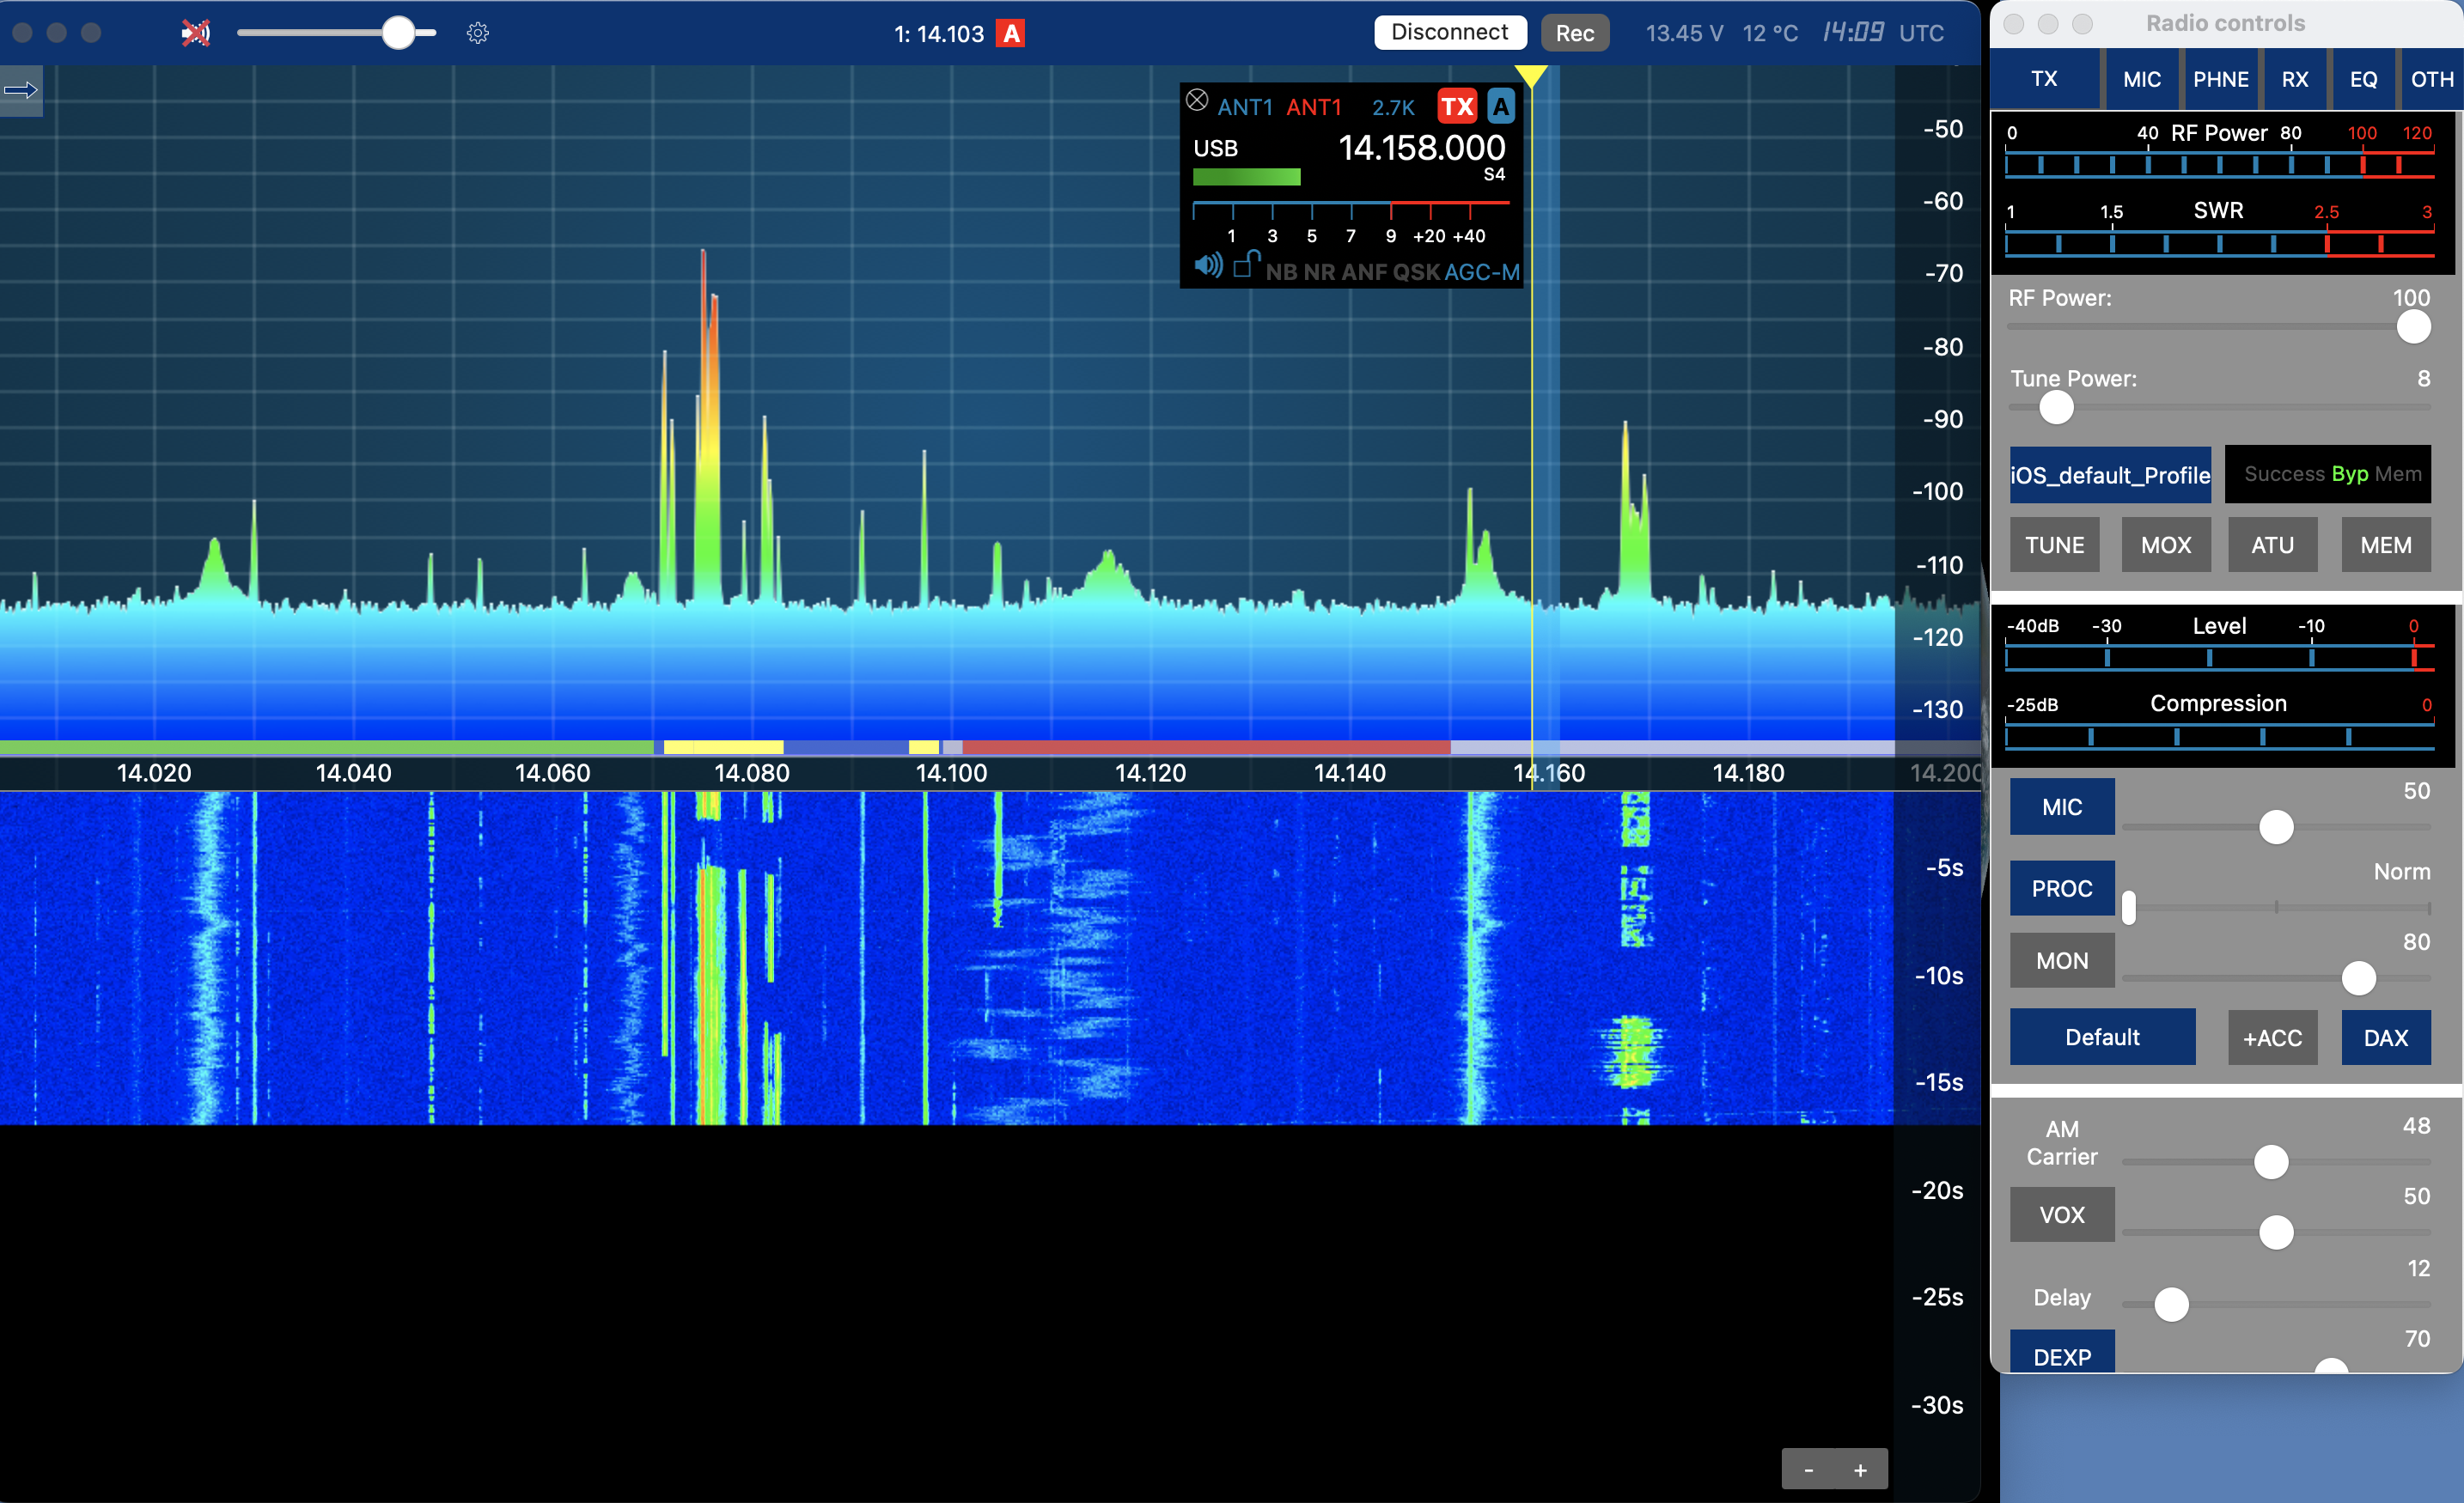 1: 14.103 A
Disconnect
Rec
13.45 V 12 °C 14:09 UTC
ANT1 ANT1 2.7K TX A
USB 14.158.000
S4
1 3 5 7 9 +20 +40
NB NR ANF QSK AGC-M
-50
-60
-70
-80
-90
-100
-110
-120
-130
14.020 14.040 14.060 14.080 14.100 14.120 14.140 14.160 14.180 14.200
-5s
-10s
-15s
-20s
-25s
-30s
- +
Radio controls
TX MIC PHNE RX EQ OTH
0 40 RF Power 80 100 120
1 1.5 SWR 2.5 3
RF Power: 100
Tune Power: 8
iOS_default_Profile
Success Byp Mem
TUNE MOX ATU MEM
-40dB -30 Level -10 0
-25dB Compression 0
MIC 50
PROC Norm
MON 80
Default +ACC DAX
AM
Carrier 48
VOX 50
Delay 12
DEXP 70